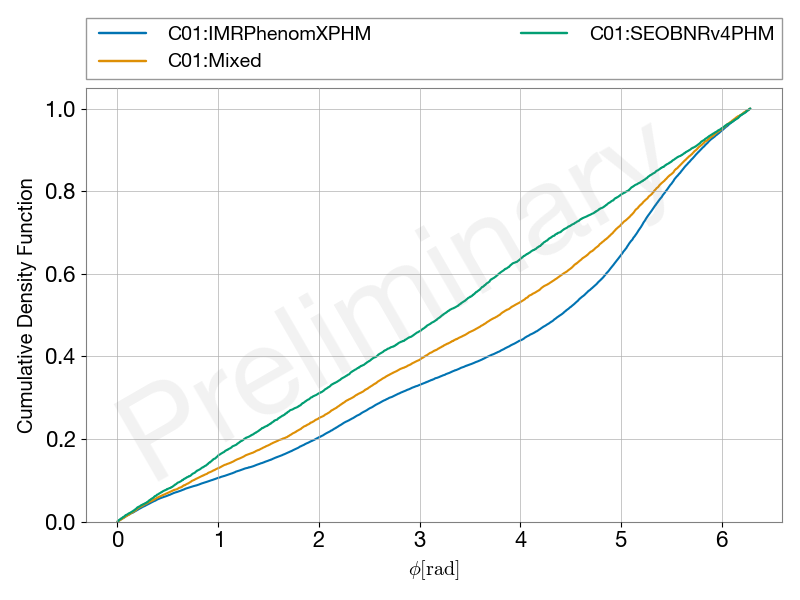 C01:IMRPhenomXPHM
C01:Mixed
C01:SEOBNRv4PHM
Preliminary
Cumulative Density Function
1.0
0.8
0.6
0.4
0.2
0.0
0 1 2 3 4 5 6
ϕ[rad]